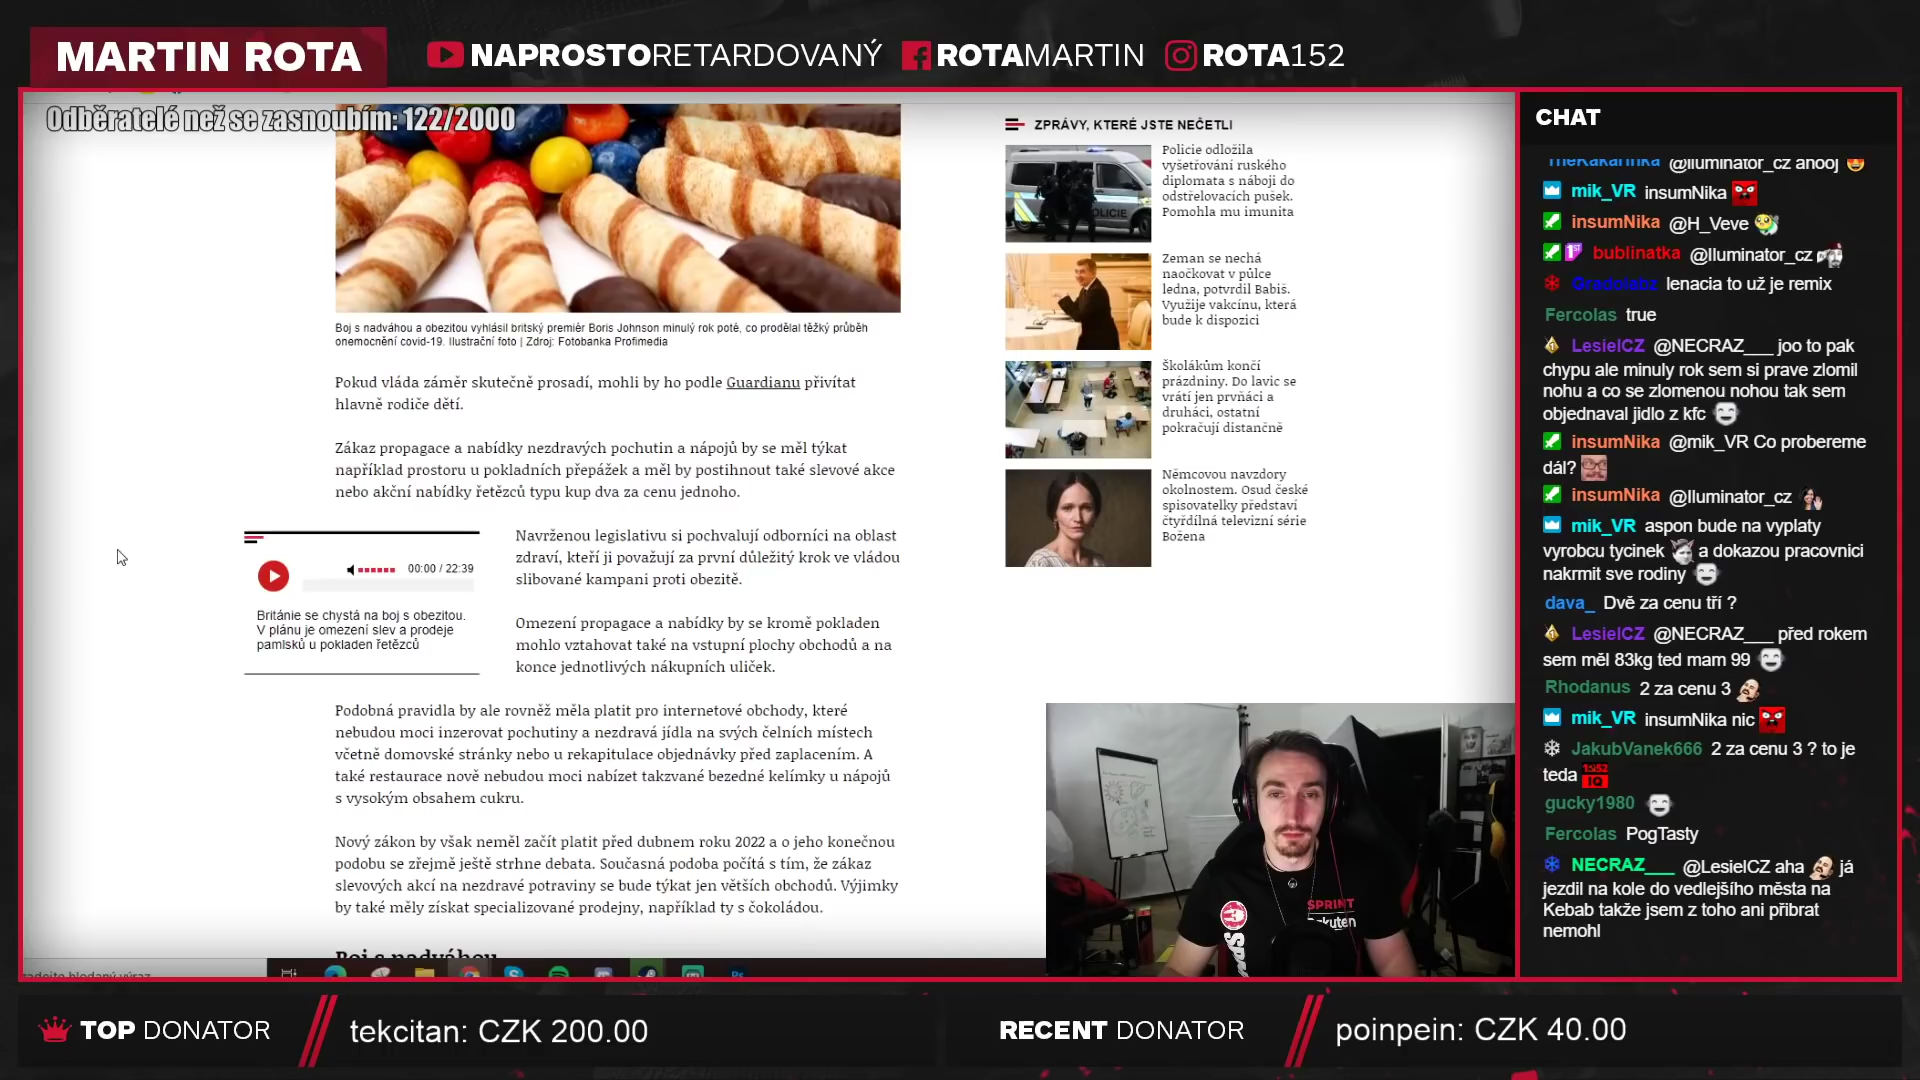 MARTIN ROTA
NAPROSTORETARDOVANÝ
ROTAMARTIN
ROTA152
Odběratelé než se zasnoubím: 122/2000
Boj s nadváhou a obezitou vyhlásil britský premiér Boris Johnson minulý rok poté, co prodělal těžký průběh
onemocnění covid-19. Ilustrační foto | Zdroj: Fotobanka Profimedia
Pokud vláda záměr skutečně prosadí, mohli by ho podle Guardianu přivítat
hlavně rodiče dětí.
Zákaz propagace a nabídky nezdravých pochutin a nápojů by se měl týkat
například prostoru u pokladních přepážek a měl by postihnout také slevové akce
nebo akční nabídky řetězců typu kup dva za cenu jednoho.
00:00 / 22:39
Británie se chystá na boj s obezitou.
V plánu je omezení slev a prodeje
pamlsků u pokladen řetězců
Navrženou legislativu si pochvalují odborníci na oblast
zdraví, kteří ji považují za první důležitý krok ve vládou
slibované kampani proti obezitě.
Omezení propagace a nabídky by se kromě pokladen
mohlo vztahovat také na vstupní plochy obchodů a na
konce jednotlivých nákupních uliček.
Podobná pravidla by ale rovněž měla platit pro internetové obchody, které
nebudou moci inzerovat pochutiny a nezdravá jídla na svých čelních místech
včetně domovské stránky nebo u rekapitulace objednávky před zaplacením. A
také restaurace nově nebudou moci nabízet takzvané bezedné kelímky u nápojů
s vysokým obsahem cukru.
Nový zákon by však neměl začít platit před dubnem roku 2022 a o jeho konečnou
podobu se zřejmě ještě strhne debata. Současná podoba počítá s tím, že zákaz
slevových akcí na nezdravé potraviny se bude týkat jen větších obchodů. Výjimky
by také měly získat specializované prodejny, například ty s čokoládou.
Boj s nadváhou
zadejte hledaný výraz
ZPRÁVY, KTERÉ JSTE NEČETLI
POLICIE
Policie odložila
vyšetřování ruského
diplomata s náboji do
odstřelovacích pušek.
Pomohla mu imunita
Zeman se nechá
naočkovat v půlce
ledna, potvrdil Babiš.
Využije vakcínu, která
bude k dispozici
Školákům končí
prázdniny. Do lavic se
vrátí jen prvňáci a
druháci, ostatní
pokračují distančně
Němcovou navzdory
okolnostem. Osud české
spisovatelky představí
čtyřdílná televizní série
Božena
SPRINT
Rakuten
CHAT
TheKakarinka @Iluminator_cz ahooj
mik_VR insumNika
insumNika @H_Veve
bublinatka @Iluminator_cz
Gradolabz lenacia to už je remix
Fercolas true
LesielCZ @NECRAZ___ joo to pak
chypu ale minuly rok sem si prave zlomil
nohu a co se zlomenou nohou tak sem
objednaval jidlo z kfc
insumNika @mik_VR Co probereme
dál?
insumNika @Iluminator_cz
mik_VR aspon bude na vyplaty
vyrobcu tycinek a dokazou pracovnici
nakrmit sve rodiny
dava_ Dvě za cenu tří ?
LesielCZ @NECRAZ___ před rokem
sem měl 83kg ted mam 99
Rhodanus 2 za cenu 3
mik_VR insumNika nic
JakubVanek666 2 za cenu 3 ? to je
teda 1:52 IQ
gucky1980
Fercolas PogTasty
NECRAZ___ @LesielCZ aha já
jezdil na kole do vedlejšího města na
Kebab takže jsem z toho ani přibrat
nemohl
TOP DONATOR
tekcitan: CZK 200.00
RECENT DONATOR
poinpein: CZK 40.00